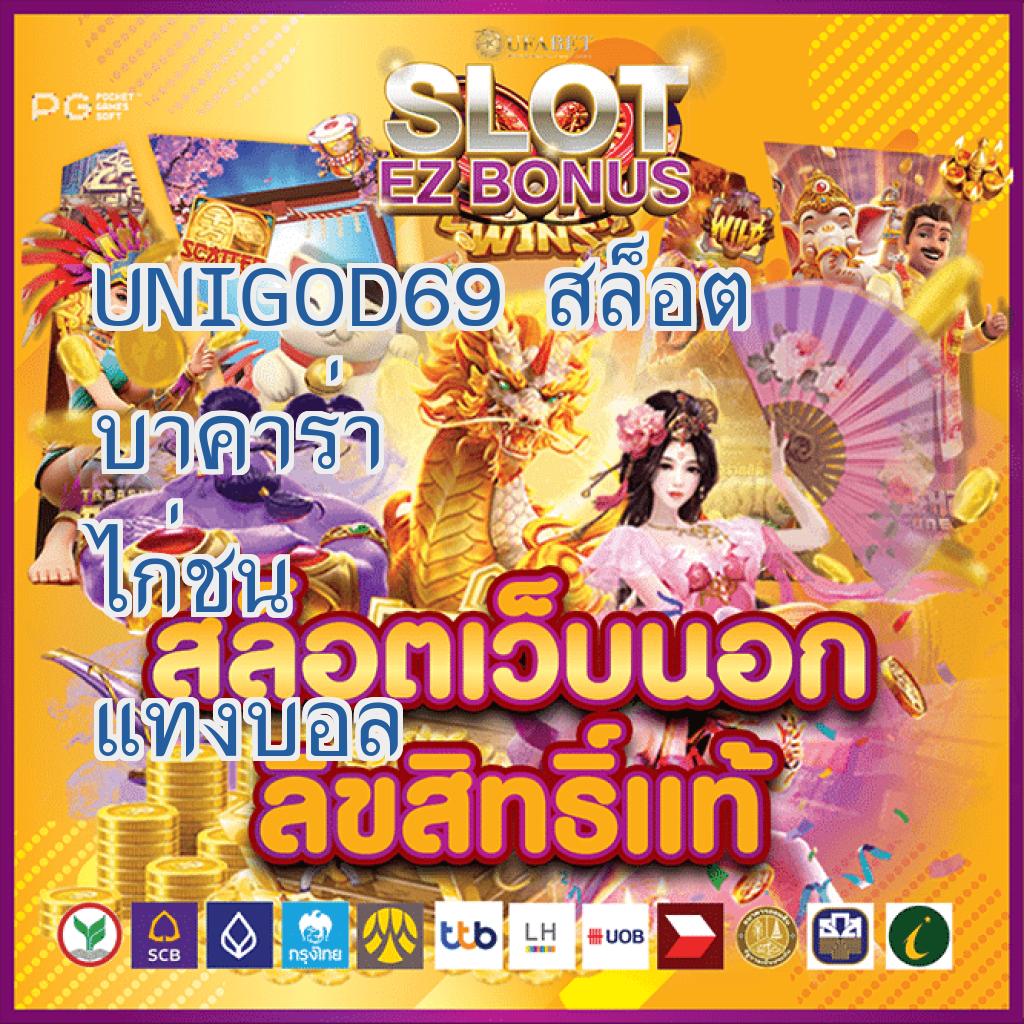 UFABET
SLOT
PG POCKET GAMES SOFT
EZ BONUS
WINS
SCATTER
WILD
UNIGOD69 สล็อต
บาคาร่า
ไก่ชน
สล็อตเว็บนอก
แทงบอล
ลิขสิทธิ์แท้
SCB
กรุงไทย
ttb
LH
UOB